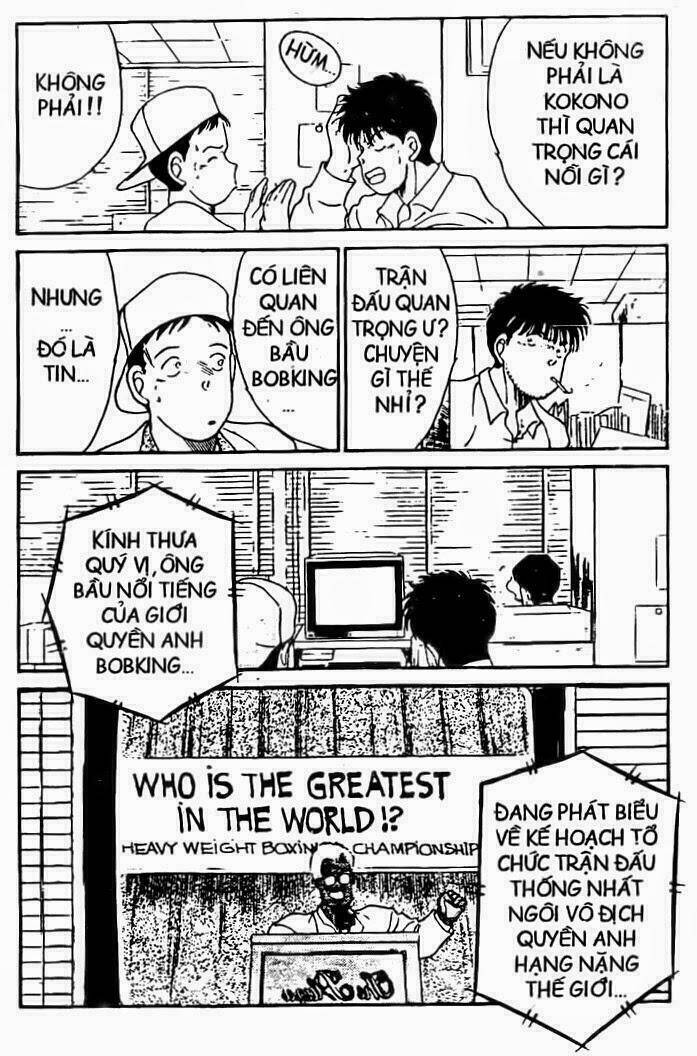 KHÔNG
PHẢI!!
HỪM...
NẾU KHÔNG
PHẢI LÀ
KOKONO
THÌ QUAN
TRỌNG CÁI
NỖI GÌ?
NHƯNG
...
ĐÓ LÀ
TIN...
CÓ LIÊN
QUAN
ĐẾN ÔNG
BẦU
BOBKING
...
TRẬN
ĐẤU QUAN
TRỌNG Ư?
CHUYỆN
GÌ THẾ
NHỈ?
KÍNH THƯA
QUÝ VỊ, ÔNG
BẦU NỔI TIẾNG
CỦA GIỚI
QUYỀN ANH
BOBKING...
WHO IS THE GREATEST
IN THE WORLD!?
HEAVY WEIGHT BOXING CHAMPIONSHIP
ĐANG PHÁT BIỂU
VỀ KẾ HOẠCH TỔ
CHỨC TRẬN ĐẤU
THỐNG NHẤT
NGÔI VÔ ĐỊCH
QUYỀN ANH
HẠNG NẶNG
THẾ GIỚI...